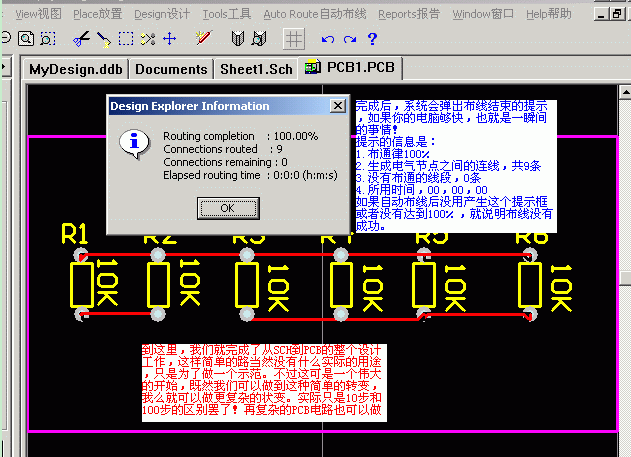 View视图 Place放置 Design设计 Tools工具 Auto Route自动布线 Reports报告 Window窗口 Help帮助
MyDesign.ddb Documents Sheet1.Sch PCB1.PCB
Design Explorer Information
Routing completion : 100.00%
Connections routed : 9
Connections remaining : 0
Elapsed routing time : 0:0:0 (h:m:s)
OK
完成后，系统会弹出布线结束的提示
，如果你的电脑够快，也就是一瞬间
的事情！
提示的信息是：
1. 布通律100%
2. 生成电气节点之间的连线，共9条
3. 没有布通的线段，0条
4. 所用时间，00，00，00
如果自动布线后没用产生这个提示框
或者没有达到100% ，就说明布线没有
成功。
R1 R2 R3 R4 R5 R6
10K 10K 10K 10K 10K 10K
到这里，我们就完成了从SCH到PCB的整个设计
工作，这样简单的路当然没有什么实际的用途
，只是为了做一个示范。不过这可是一个伟大
的开始，既然我们可以做到这种简单的转变，
我么就可以做更复杂的状变。实际只是10步和
100步的区别罢了！再复杂的PCB电路也可以做